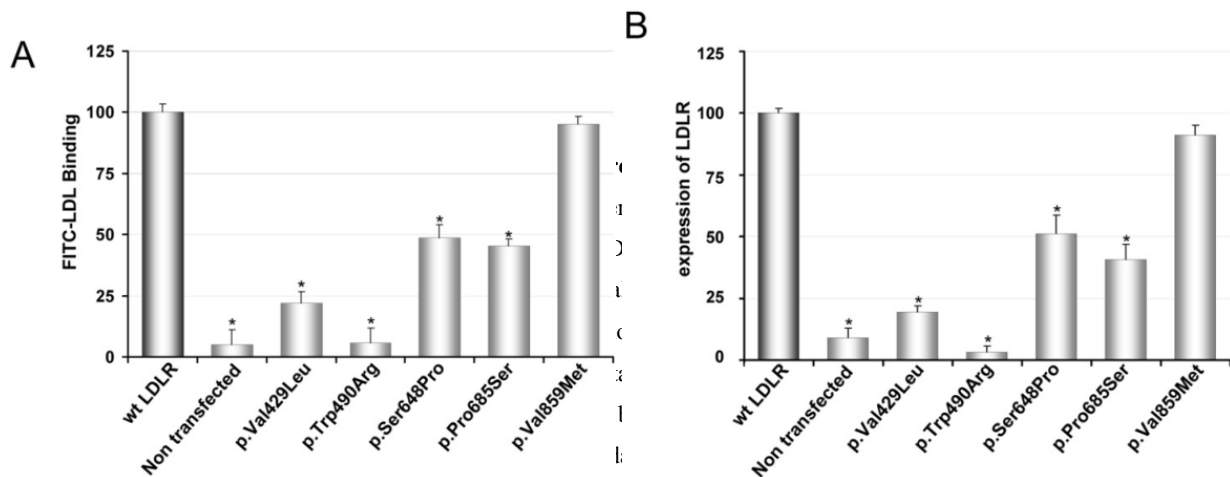 A
FITC-LDL Binding
125
100
75
50
25
0
*
*
*
*
*
wt LDLR
Non transfected
p.Val429Leu
p.Trp490Arg
p.Ser648Pro
p.Pro685Ser
p.Val859Met
B
expression of LDLR
125
100
75
50
25
0
*
*
*
*
*
wt LDLR
Non transfected
p.Val429Leu
p.Trp490Arg
p.Ser648Pro
p.Pro685Ser
p.Val859Met